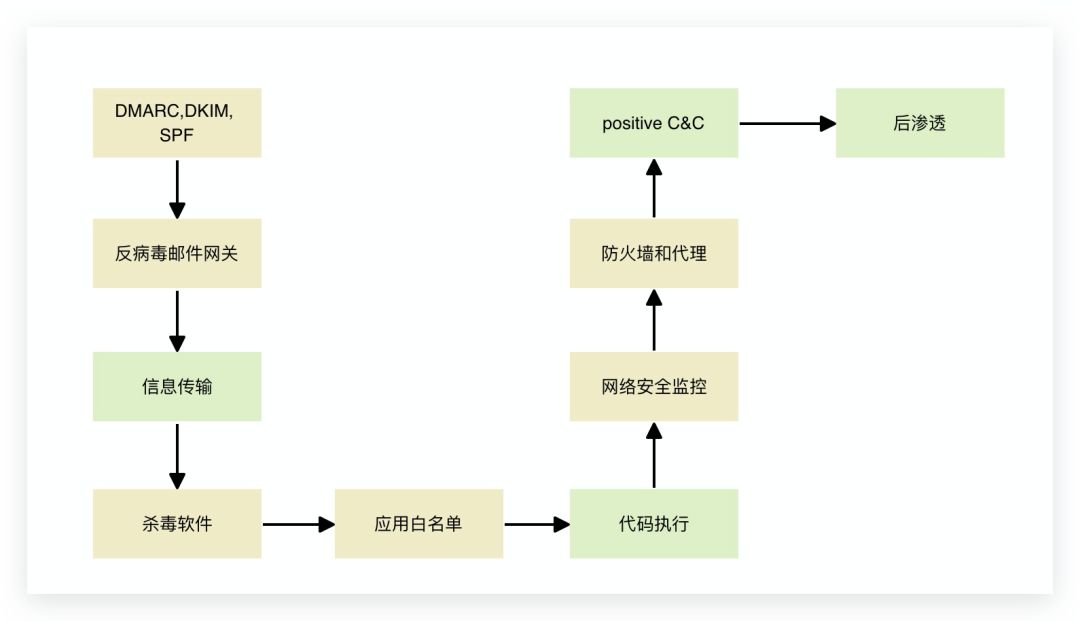 DMARC,DKIM,
SPF
反病毒邮件网关
信息传输
杀毒软件
应用白名单
代码执行
网络安全监控
防火墙和代理
positive C&C
后渗透